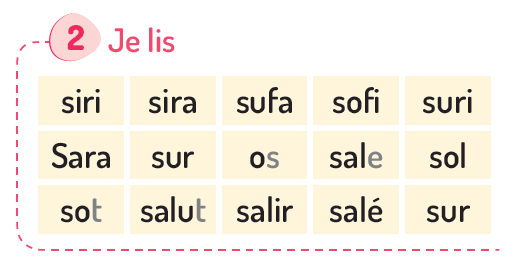 2 Je lis
siri sira sufa sofi suri
Sara sur os sale sol
sot salut salir salé sur